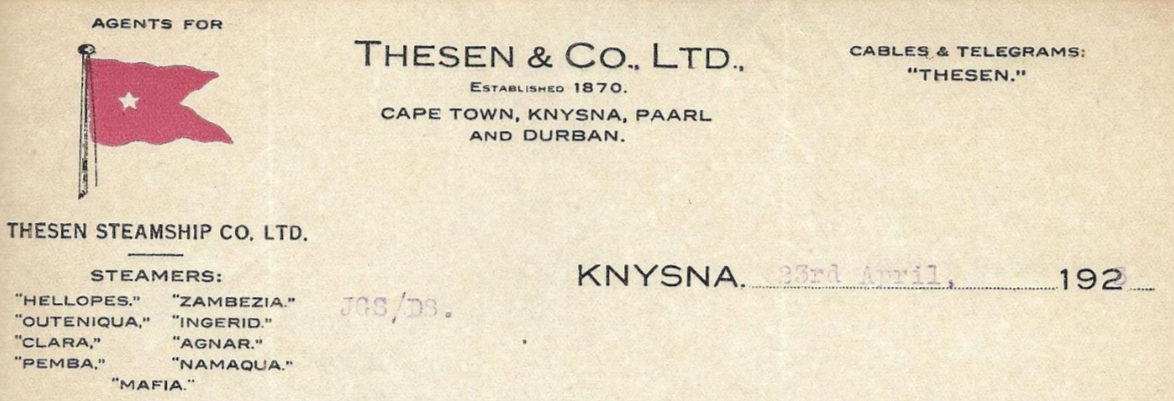 AGENTS FOR
THESEN STEAMSHIP CO. LTD.
STEAMERS:
"HELLOPES." "ZAMBEZIA."
"OUTENIQUA," "INGERID."
"CLARA," "AGNAR."
"PEMBA," "NAMAQUA."
"MAFIA."
THESEN & CO., LTD.,
ESTABLISHED 1870.
CAPE TOWN, KNYSNA, PAARL
AND DURBAN.
CABLES & TELEGRAMS:
"THESEN."
KNYSNA. 23rd April, 1923
JGS/DS.